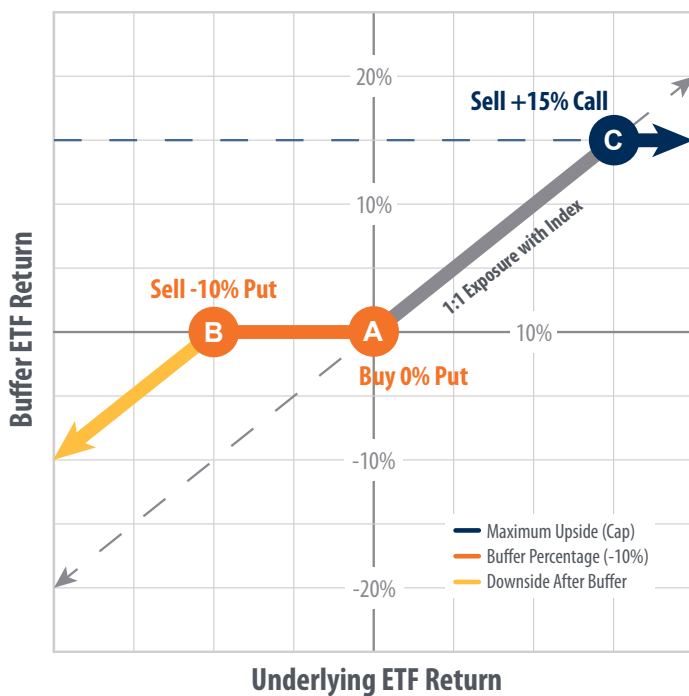 20%
Sell +15% Call
C
10%
1:1 Exposure with Index
Sell -10% Put
B
A
10%
Buy 0% Put
Buffer ETF Return
-10%
Maximum Upside (Cap)
Buffer Percentage (-10%)
Downside After Buffer
-20%
Underlying ETF Return